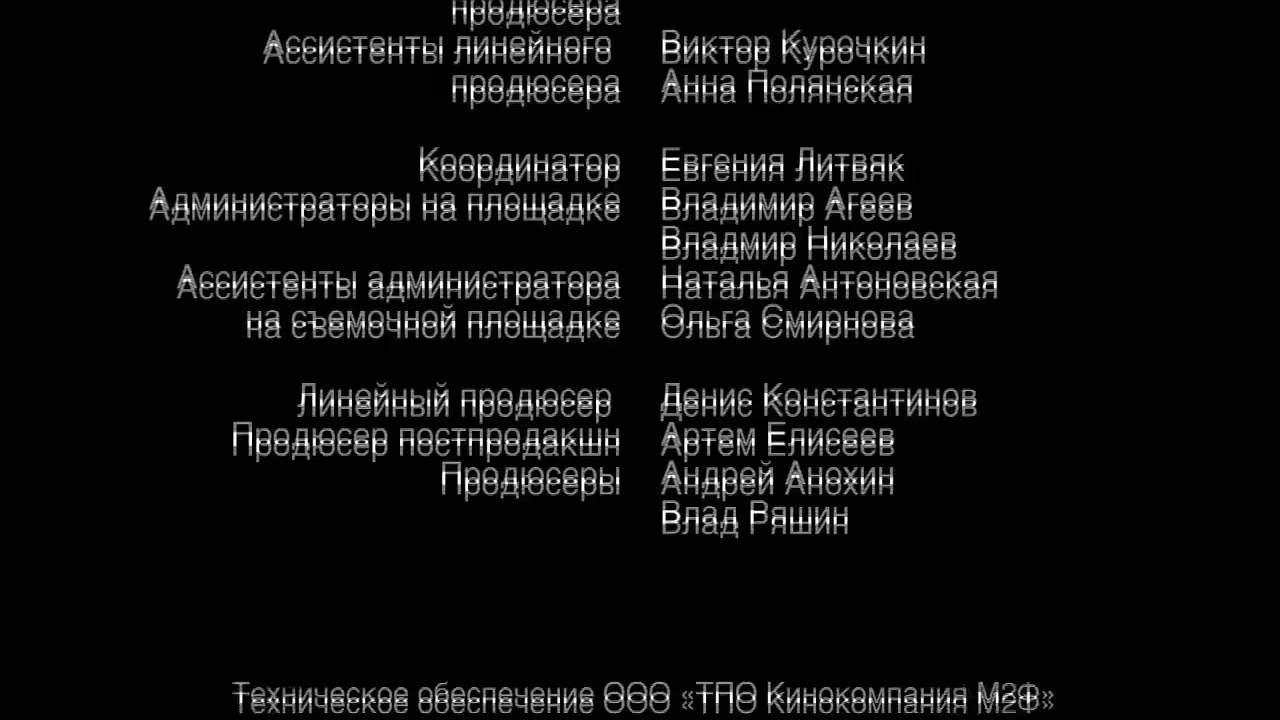 продюсера
Ассистенты линейного Виктор Курочкин
продюсера Анна Полянская
Координатор Евгения Литвяк
Администраторы на площадке Владимир Агеев
Владмир Николаев
Ассистенты администратора Наталья Антоновская
на съемочной площадке Ольга Смирнова
Линейный продюсер Денис Константинов
Продюсер постпродакшн Артем Елисеев
Продюсеры Андрей Анохин
Влад Ряшин
Техническое обеспечение ООО «ТПО Кинокомпания М2Ф»